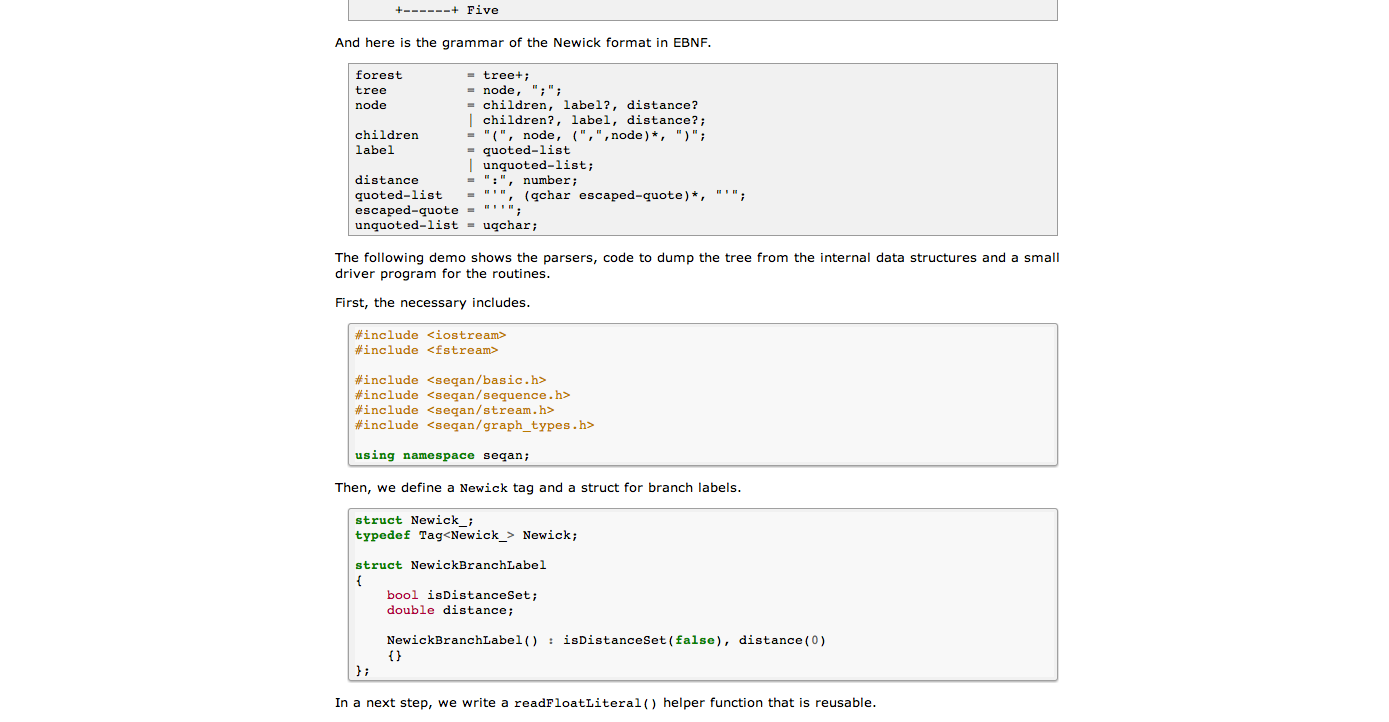 +------+ Five
And here is the grammar of the Newick format in EBNF.
forest         = tree+;
tree           = node, ";";
node           = children, label?, distance?
               | children?, label, distance?;
children       = "(", node, (",",node)*, ")";
label          = quoted-list
               | unquoted-list;
distance       = ":", number;
quoted-list    = "'", (qchar escaped-quote)*, "'";
escaped-quote  = "''";
unquoted-list  = uqchar;
The following demo shows the parsers, code to dump the tree from the internal data structures and a small
driver program for the routines.
First, the necessary includes.
#include <iostream>
#include <fstream>
#include <seqan/basic.h>
#include <seqan/sequence.h>
#include <seqan/stream.h>
#include <seqan/graph_types.h>
using namespace seqan;
Then, we define a Newick tag and a struct for branch labels.
struct Newick_;
typedef Tag<Newick_> Newick;
struct NewickBranchLabel
{
    bool isDistanceSet;
    double distance;
    NewickBranchLabel() : isDistanceSet(false), distance(0)
    {}
};
In a next step, we write a readFloatLiteral() helper function that is reusable.